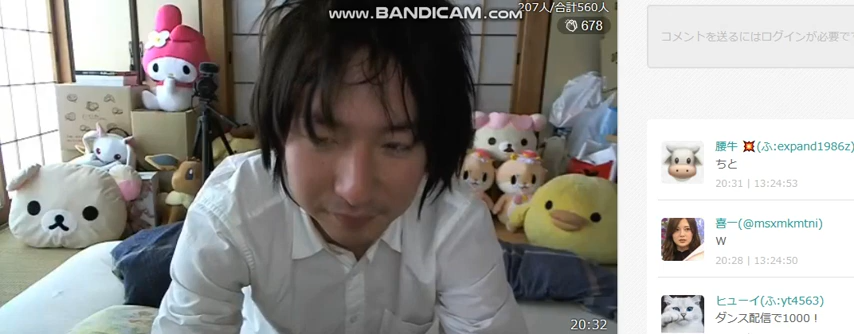 www.BANDICAM.com
207人/合計560人
678
20:32
コメントを送るにはログインが必要で
腰牛 💥(ふ:expand1986z)
ちと
20:31 | 13:24:53
喜一(@msxmkmtni)
W
20:28 | 13:24:50
ヒューイ(ふ:yt4563)
ダンス配信で1000！